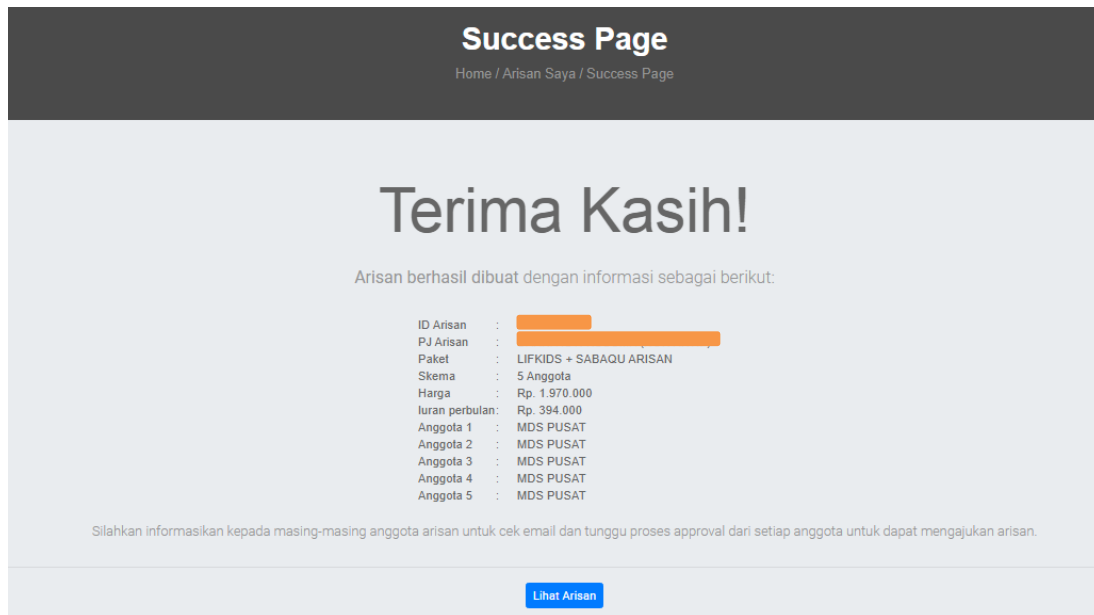 Success Page
Home / Arisan Saya / Success Page
Terima Kasih!
Arisan berhasil dibuat dengan informasi sebagai berikut:
ID Arisan :
PJ Arisan :
Paket : LIFKIDS + SABAQU ARISAN
Skema : 5 Anggota
Harga : Rp. 1.970.000
Iuran perbulan: Rp. 394.000
Anggota 1 : MDS PUSAT
Anggota 2 : MDS PUSAT
Anggota 3 : MDS PUSAT
Anggota 4 : MDS PUSAT
Anggota 5 : MDS PUSAT
Silahkan informasikan kepada masing-masing anggota arisan untuk cek email dan tunggu proses approval dari setiap anggota untuk dapat mengajukan arisan.
Lihat Arisan